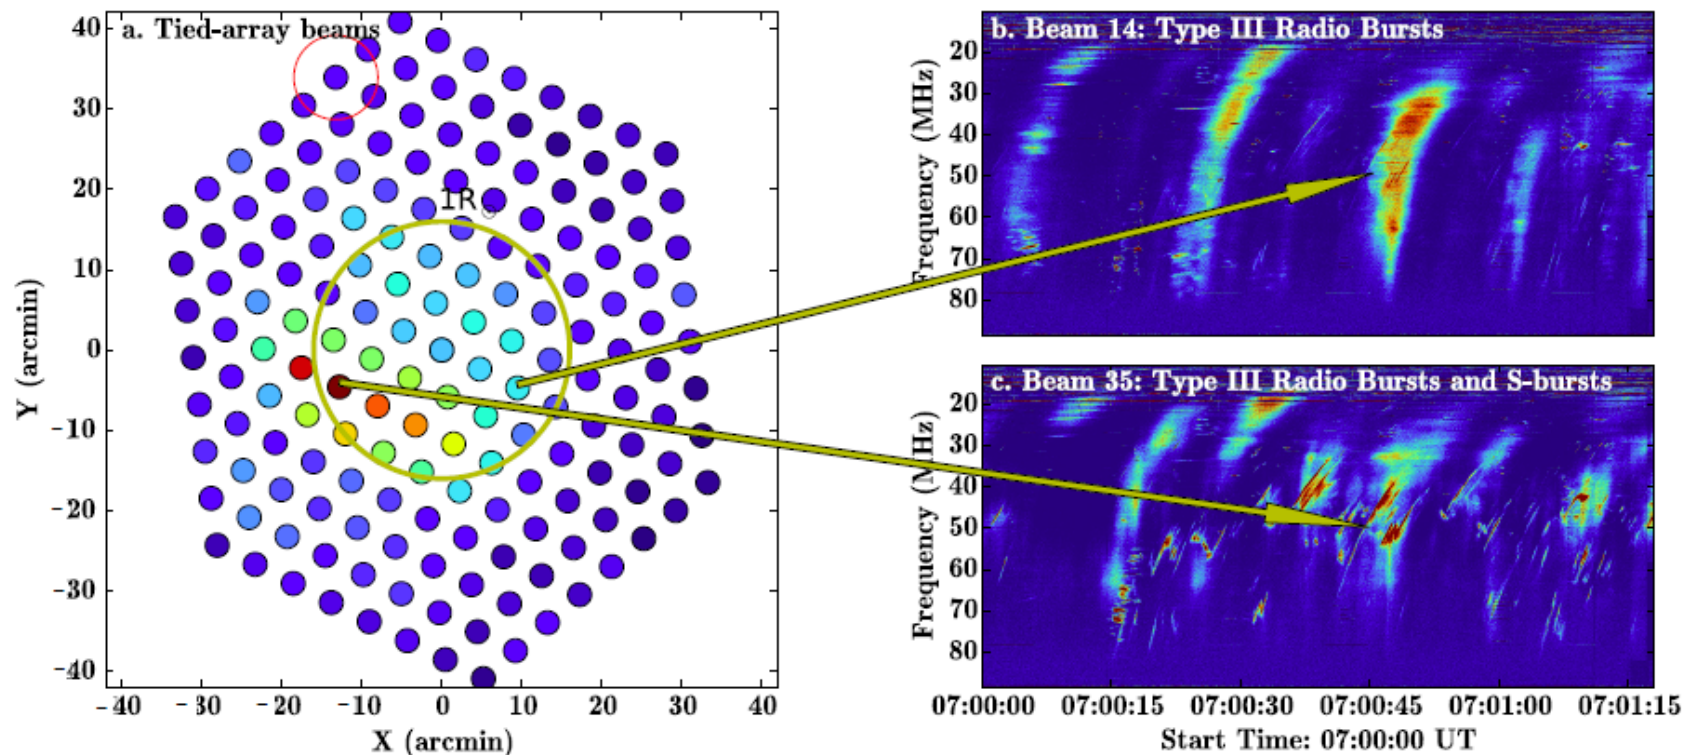 a. Tied-array beams
1R☉
40
30
20
10
0
-10
-20
-30
-40
Y (arcmin)
-40 -30 -20 -10 0 10 20 30 40
X (arcmin)
b. Beam 14: Type III Radio Bursts
20
30
40
50
60
70
80
Frequency (MHz)
c. Beam 35: Type III Radio Bursts and S-bursts
20
30
40
50
60
70
80
Frequency (MHz)
07:00:00 07:00:15 07:00:30 07:00:45 07:01:00 07:01:15
Start Time: 07:00:00 UT